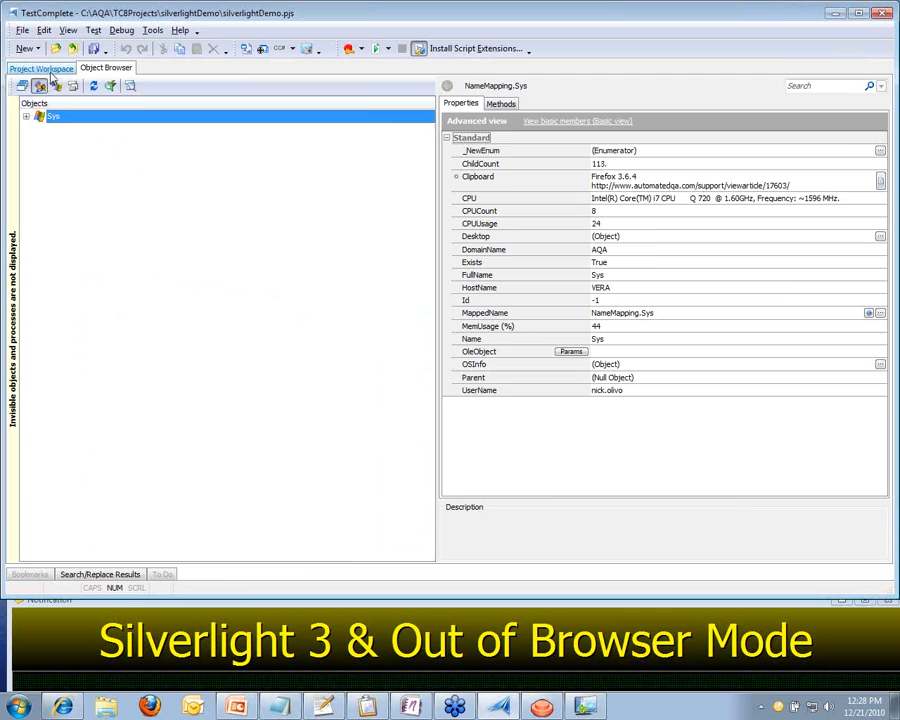 TestComplete - C:\AQA\TC8Projects\silverlightDemo\silverlightDemo.pjs
File Edit View Test Debug Tools Help
New Install Script Extensions...
Project Workspace Object Browser
Objects
Sys
Invisible objects and processes are not displayed.
NameMapping.Sys Search
Properties Methods
Advanced view View basic members (Basic view)
Standard
_NewEnum (Enumerator)
ChildCount 113.
Clipboard Firefox 3.6.4
http://www.automatedqa.com/support/viewarticle/17603/
CPU Intel(R) Core(TM) i7 CPU Q 720 @ 1.60GHz, Frequency: ~1596 MHz.
CPUCount 8
CPUUsage 24
Desktop (Object)
DomainName AQA
Exists True
FullName Sys
HostName VERA
Id -1
MappedName NameMapping.Sys
MemUsage (%) 44
Name Sys
OleObject Params
OSInfo (Object)
Parent (Null Object)
UserName nick.olivo
Description
Bookmarks Search/Replace Results To Do
CAPS NUM SCRL
Notification
Silverlight 3 & Out of Browser Mode
12:28 PM
12/21/2010